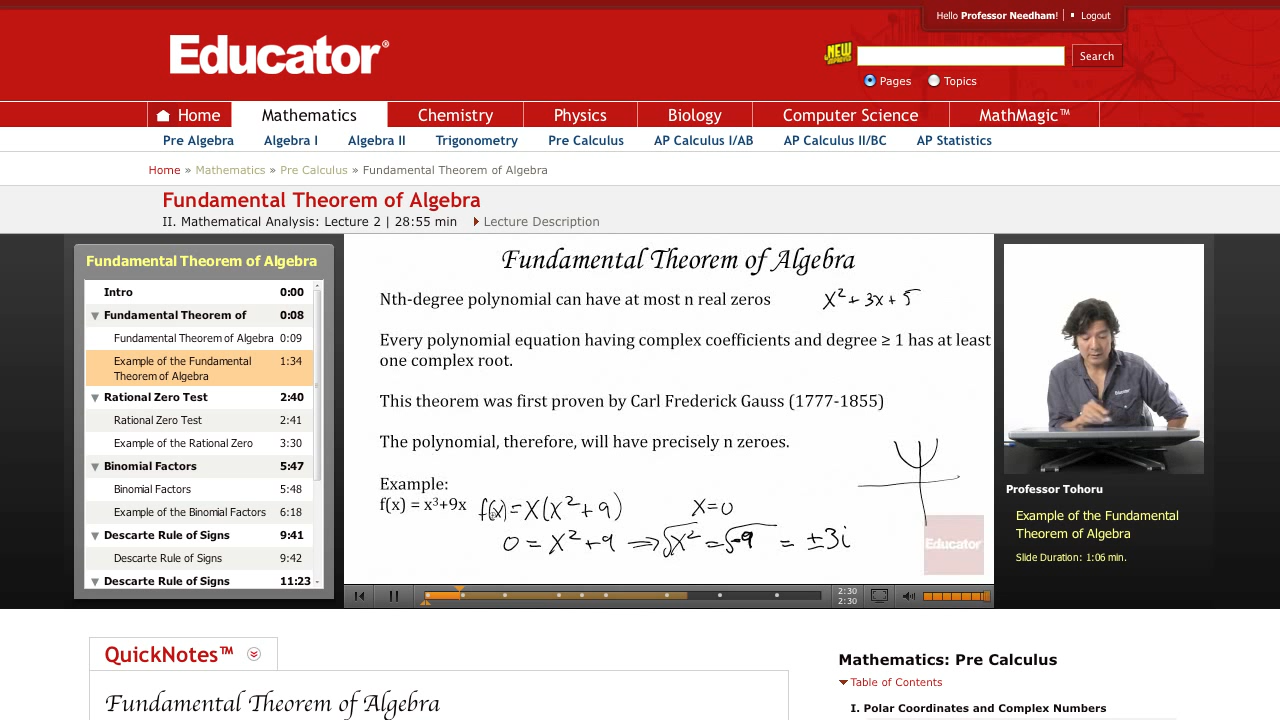 Hello Professor Needham! | ▪ Logout
Educator®
NEW
Search
Pages Topics
Home Mathematics Chemistry Physics Biology Computer Science MathMagic™
Pre Algebra Algebra I Algebra II Trigonometry Pre Calculus AP Calculus I/AB AP Calculus II/BC AP Statistics
Home » Mathematics » Pre Calculus » Fundamental Theorem of Algebra
Fundamental Theorem of Algebra
II. Mathematical Analysis: Lecture 2 | 28:55 min Lecture Description
Fundamental Theorem of Algebra
Intro 0:00
Fundamental Theorem of 0:08
Fundamental Theorem of Algebra 0:09
Example of the Fundamental 1:34
Theorem of Algebra
Rational Zero Test 2:40
Rational Zero Test 2:41
Example of the Rational Zero 3:30
Binomial Factors 5:47
Binomial Factors 5:48
Example of the Binomial Factors 6:18
Descarte Rule of Signs 9:41
Descarte Rule of Signs 9:42
Descarte Rule of Signs 11:23
Fundamental Theorem of Algebra
Nth-degree polynomial can have at most n real zeros x² + 3x + 5
Every polynomial equation having complex coefficients and degree ≥ 1 has at least
one complex root.
This theorem was first proven by Carl Frederick Gauss (1777-1855)
The polynomial, therefore, will have precisely n zeroes.
Example:
f(x) = x³+9x f(x) = x(x²+9) x=0
0 = x²+9 ⟹ √x² = √-9 = ±3i
Educator
2:30
2:30
Professor Tohoru
Example of the Fundamental
Theorem of Algebra
Slide Duration: 1:06 min.
QuickNotes™
Fundamental Theorem of Algebra
Mathematics: Pre Calculus
Table of Contents
I. Polar Coordinates and Complex Numbers